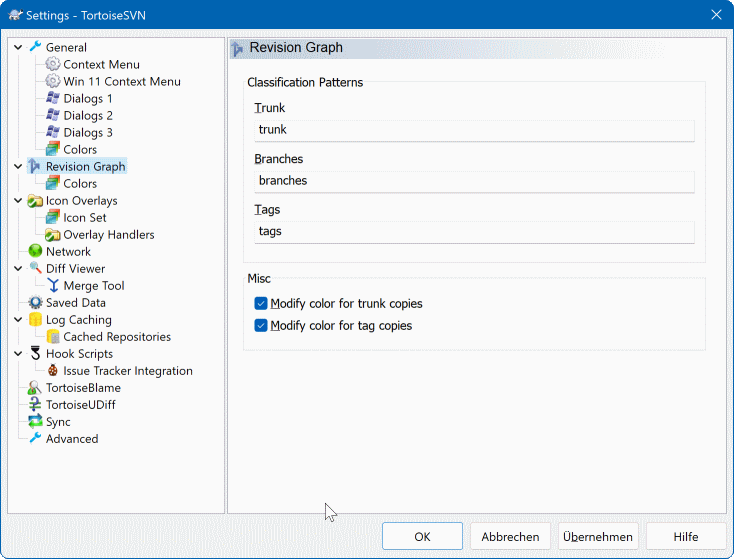 Settings - TortoiseSVN
General
Context Menu
Win 11 Context Menu
Dialogs 1
Dialogs 2
Dialogs 3
Colors
Revision Graph
Colors
Icon Overlays
Icon Set
Overlay Handlers
Network
Diff Viewer
Merge Tool
Saved Data
Log Caching
Cached Repositories
Hook Scripts
Issue Tracker Integration
TortoiseBlame
TortoiseUDiff
Sync
Advanced
Revision Graph
Classification Patterns
Trunk
trunk
Branches
branches
Tags
tags
Misc
Modify color for trunk copies
Modify color for tag copies
OK
Abbrechen
Übernehmen
Hilfe